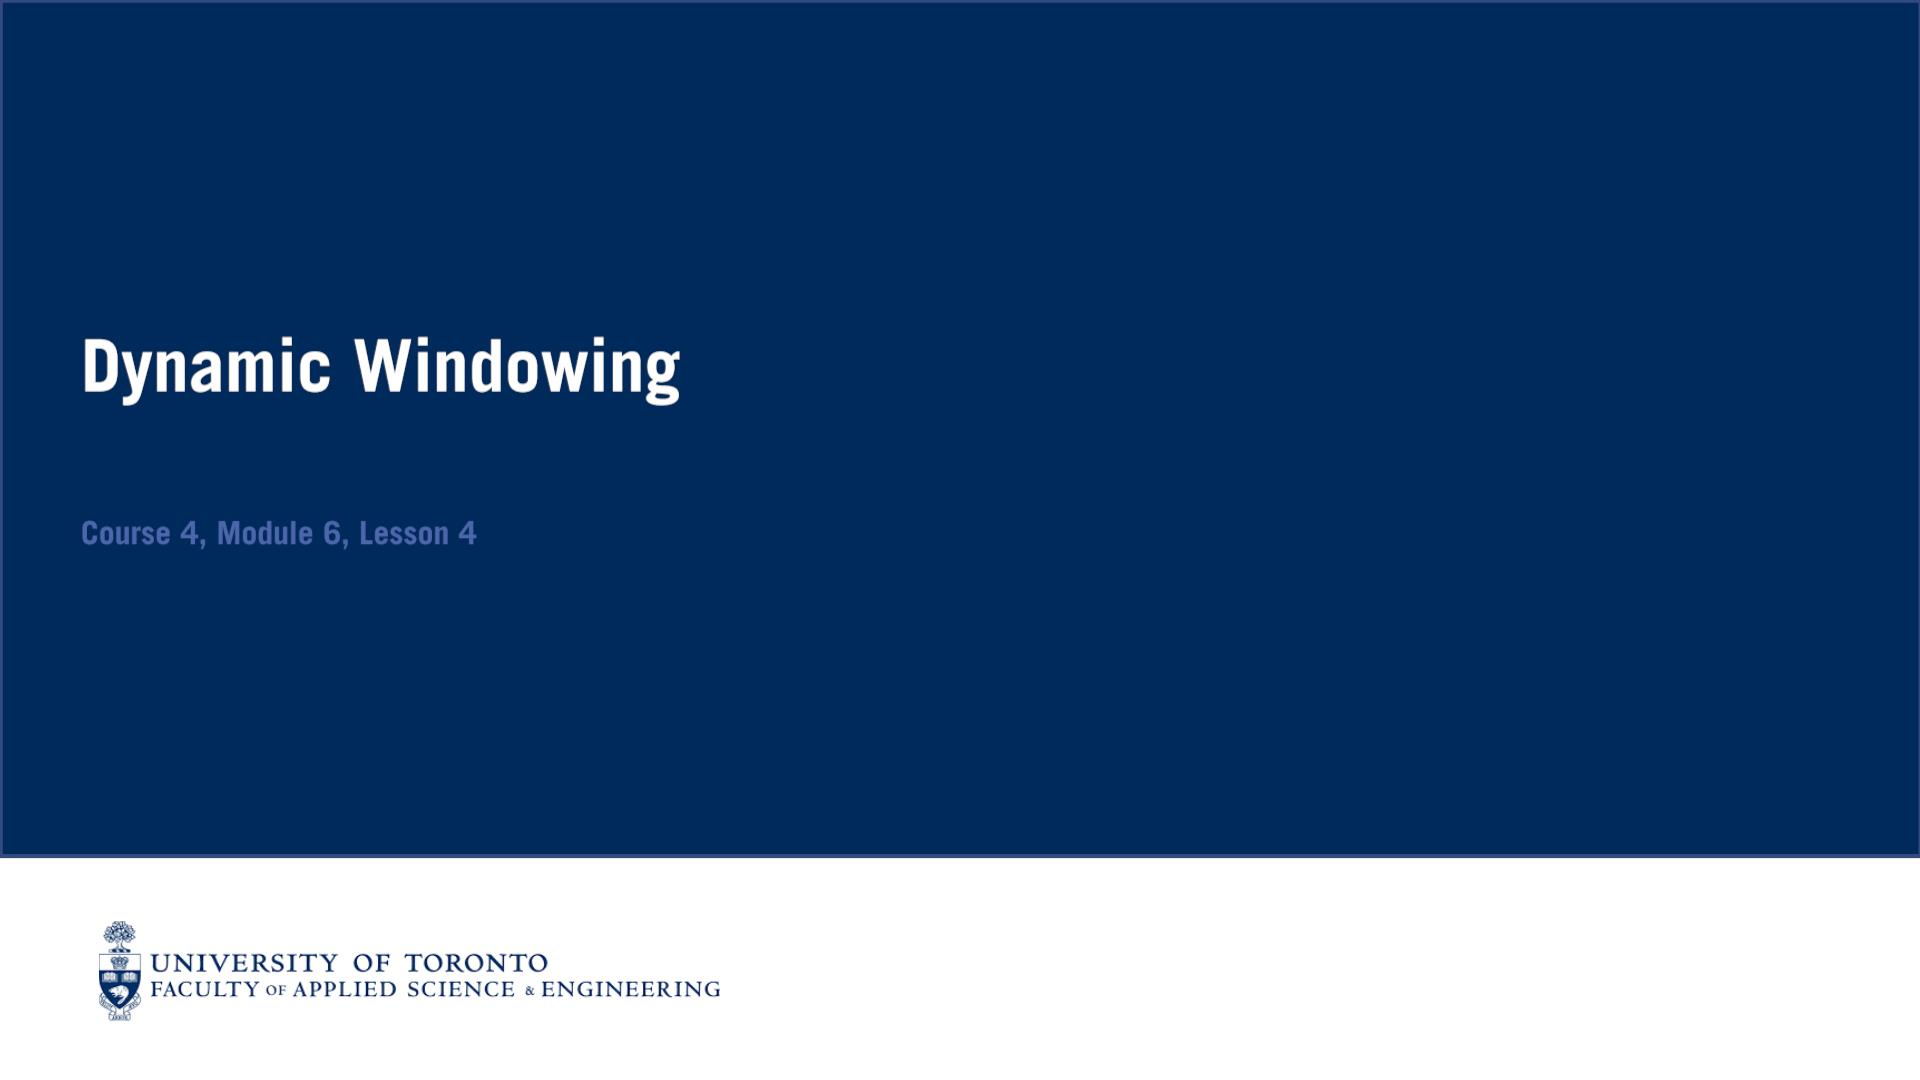 Dynamic Windowing
Course 4, Module 6, Lesson 4
UNIVERSITY OF TORONTO
FACULTY OF APPLIED SCIENCE & ENGINEERING